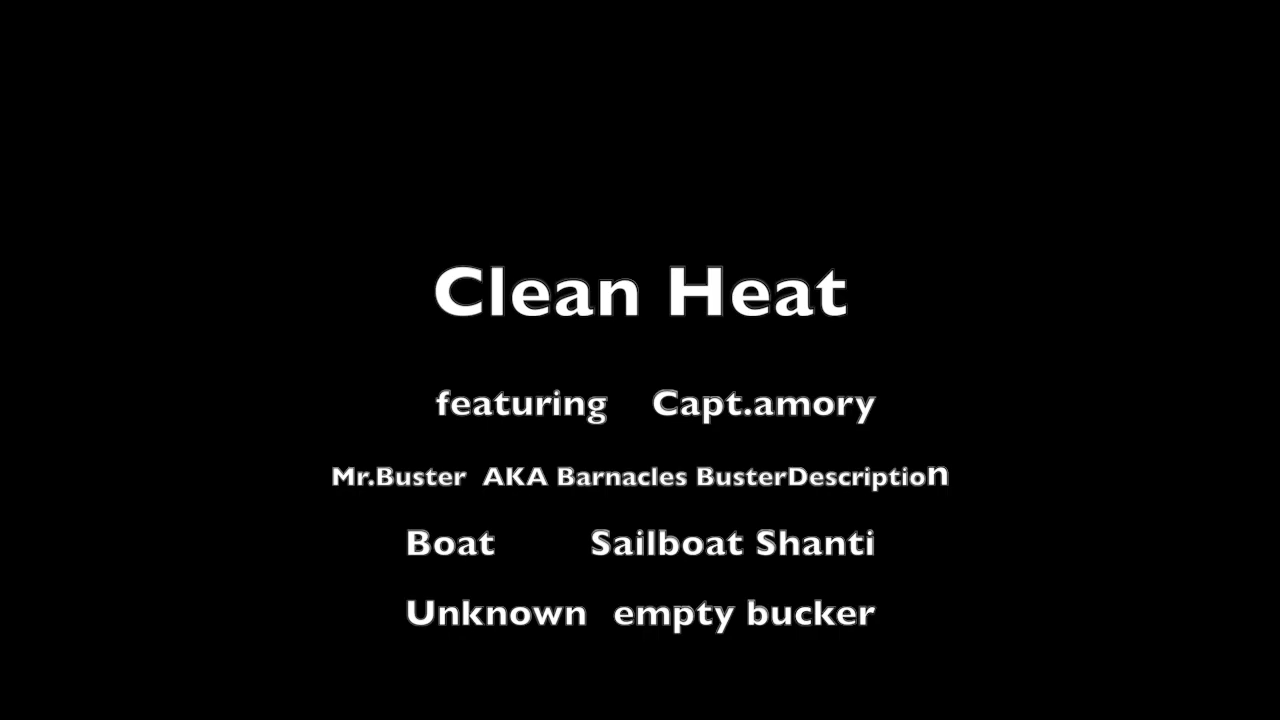 Clean Heat
featuring Capt.amory
Mr.Buster AKA Barnacles BusterDescription
Boat Sailboat Shanti
Unknown empty bucker